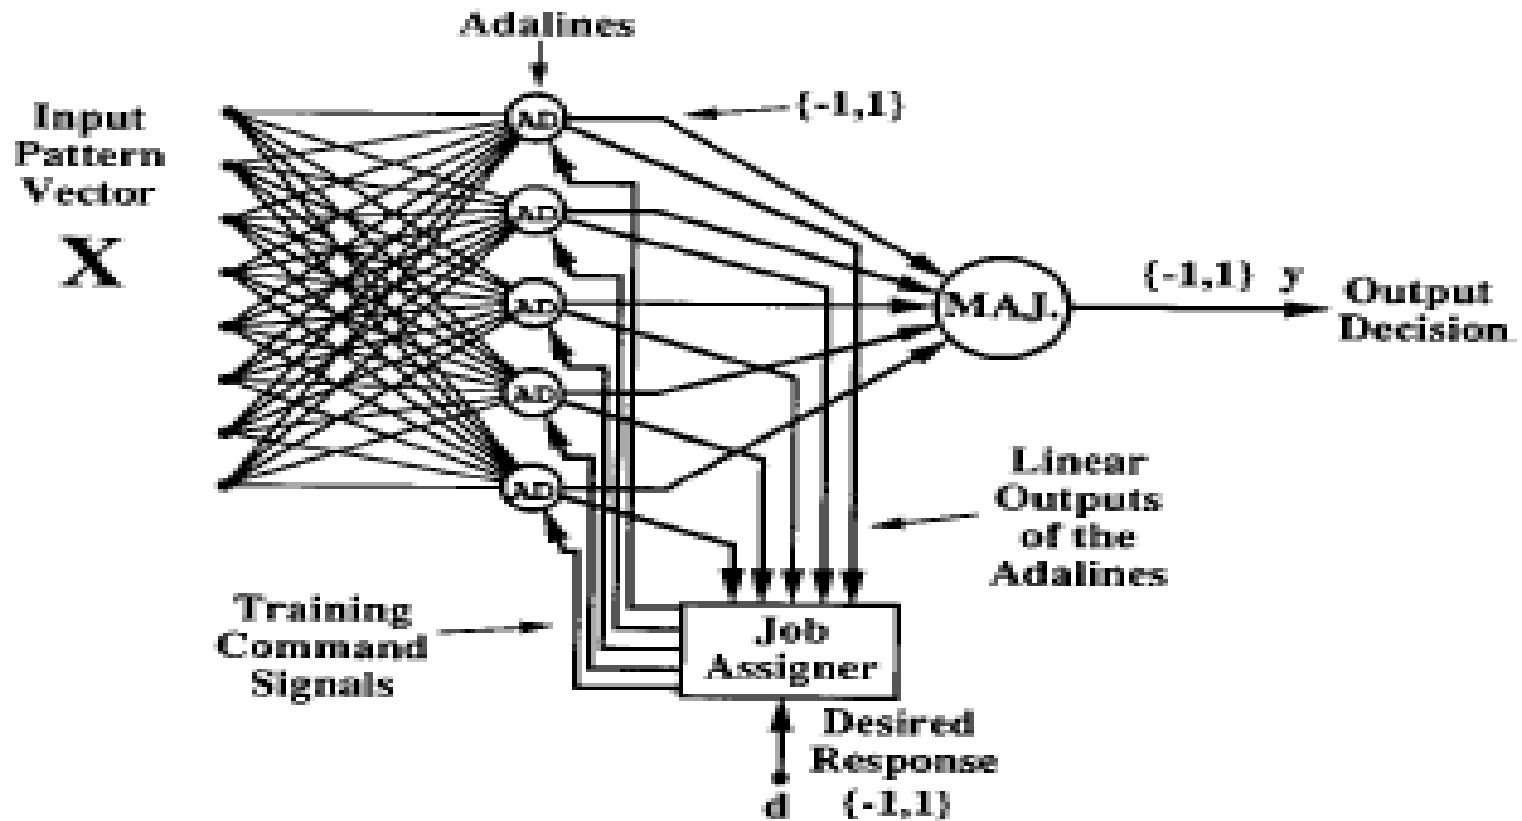 Adalines
{-1,1}
Input
Pattern
Vector
X
AD
AD
AD
AD
AD
MAJ.
{-1,1} y
Output
Decision
Linear
Outputs
of the
Adalines
Training
Command
Signals
Job
Assigner
Desired
Response
d {-1,1}